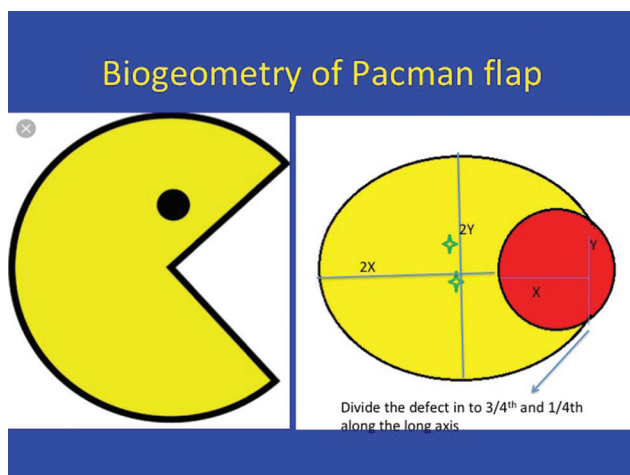 Biogeometry of Pacman flap
2Y
Y
2X
X
Divide the defect in to 3/4th and 1/4th
along the long axis